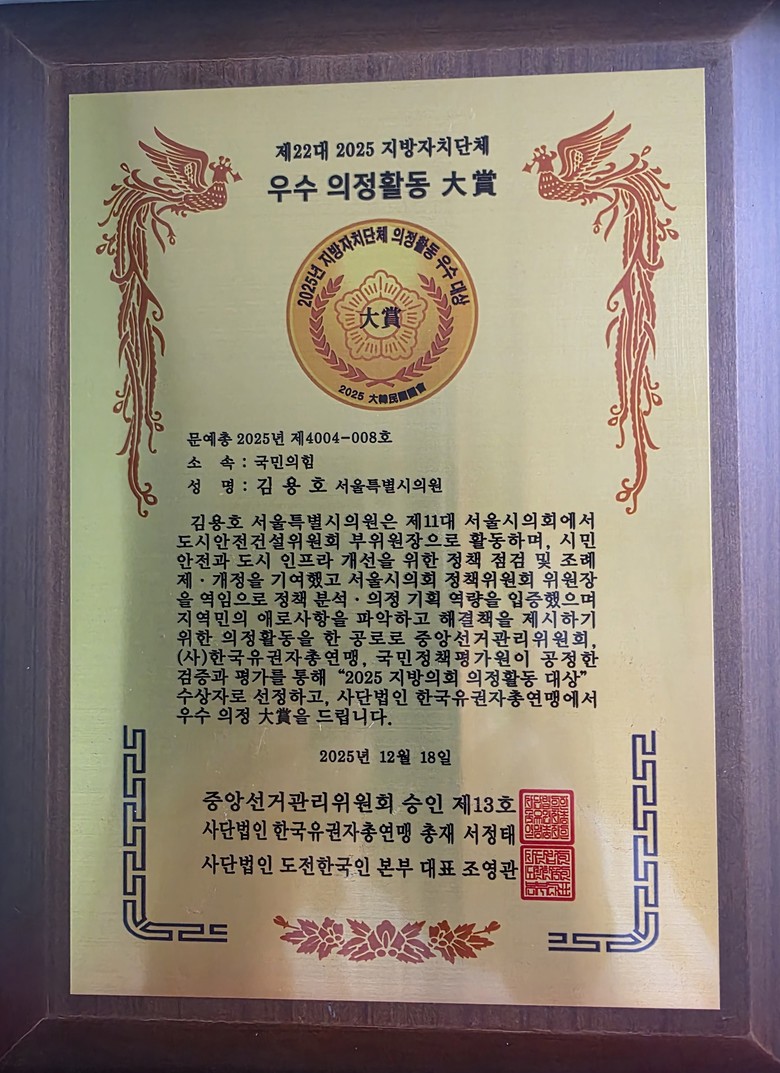 제22대 2025 지방자치단체
우수 의정활동 大賞
2025년 지방자치단체 의정활동 우수 대상
大賞
2025 大韓民國國會
문예총 2025년 제4004-008호
소 속 : 국민의힘
성 명 : 김 용 호 서울특별시의원
김용호 서울특별시의원은 제11대 서울시의회에서
도시안전건설위원회 부위원장으로 활동하며, 시민
안전과 도시 인프라 개선을 위한 정책 점검 및 조례
제·개정을 기여했고 서울시의회 정책위원회 위원장
을 역임으로 정책 분석·의정 기획 역량을 입증했으며
지역민의 애로사항을 파악하고 해결책을 제시하기
위한 의정활동을 한 공로로 중앙선거관리위원회,
(사)한국유권자총연맹, 국민정책평가원이 공정한
검증과 평가를 통해 “2025 지방의회 의정활동 대상”
수상자로 선정하고, 사단법인 한국유권자총연맹에서
우수 의정 大賞을 드립니다.
2025년 12월 18일
중앙선거관리위원회 승인 제13호
사단법인 한국유권자총연맹 총재 서정태
사단법인 도전한국인 본부 대표 조영관